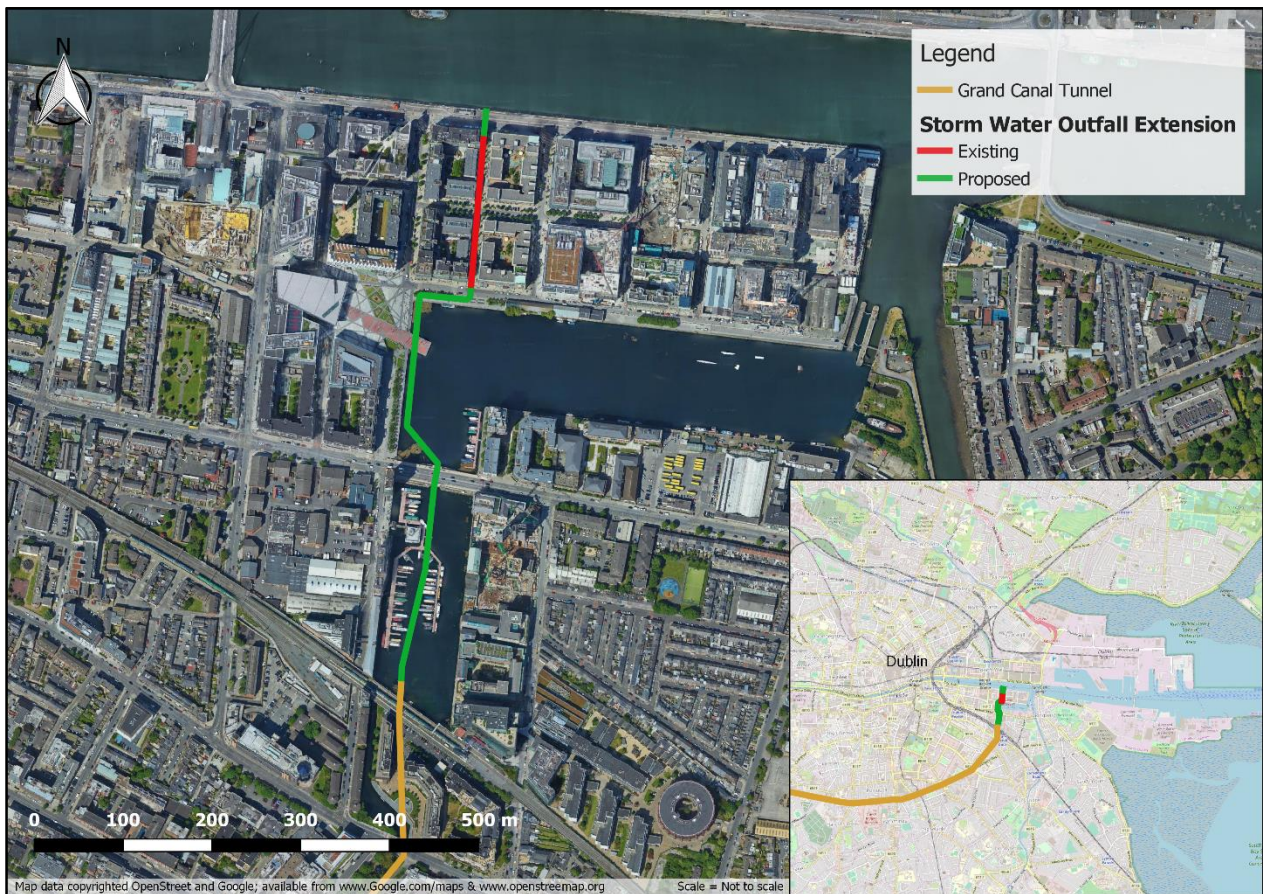 N
Legend
Grand Canal Tunnel
Storm Water Outfall Extension
Existing
Proposed
Dublin
0 100 200 300 400 500 m
Map data copyrighted OpenStreet and Google; available from www.Google.com/maps & www.openstreetmap.org
Scale = Not to scale